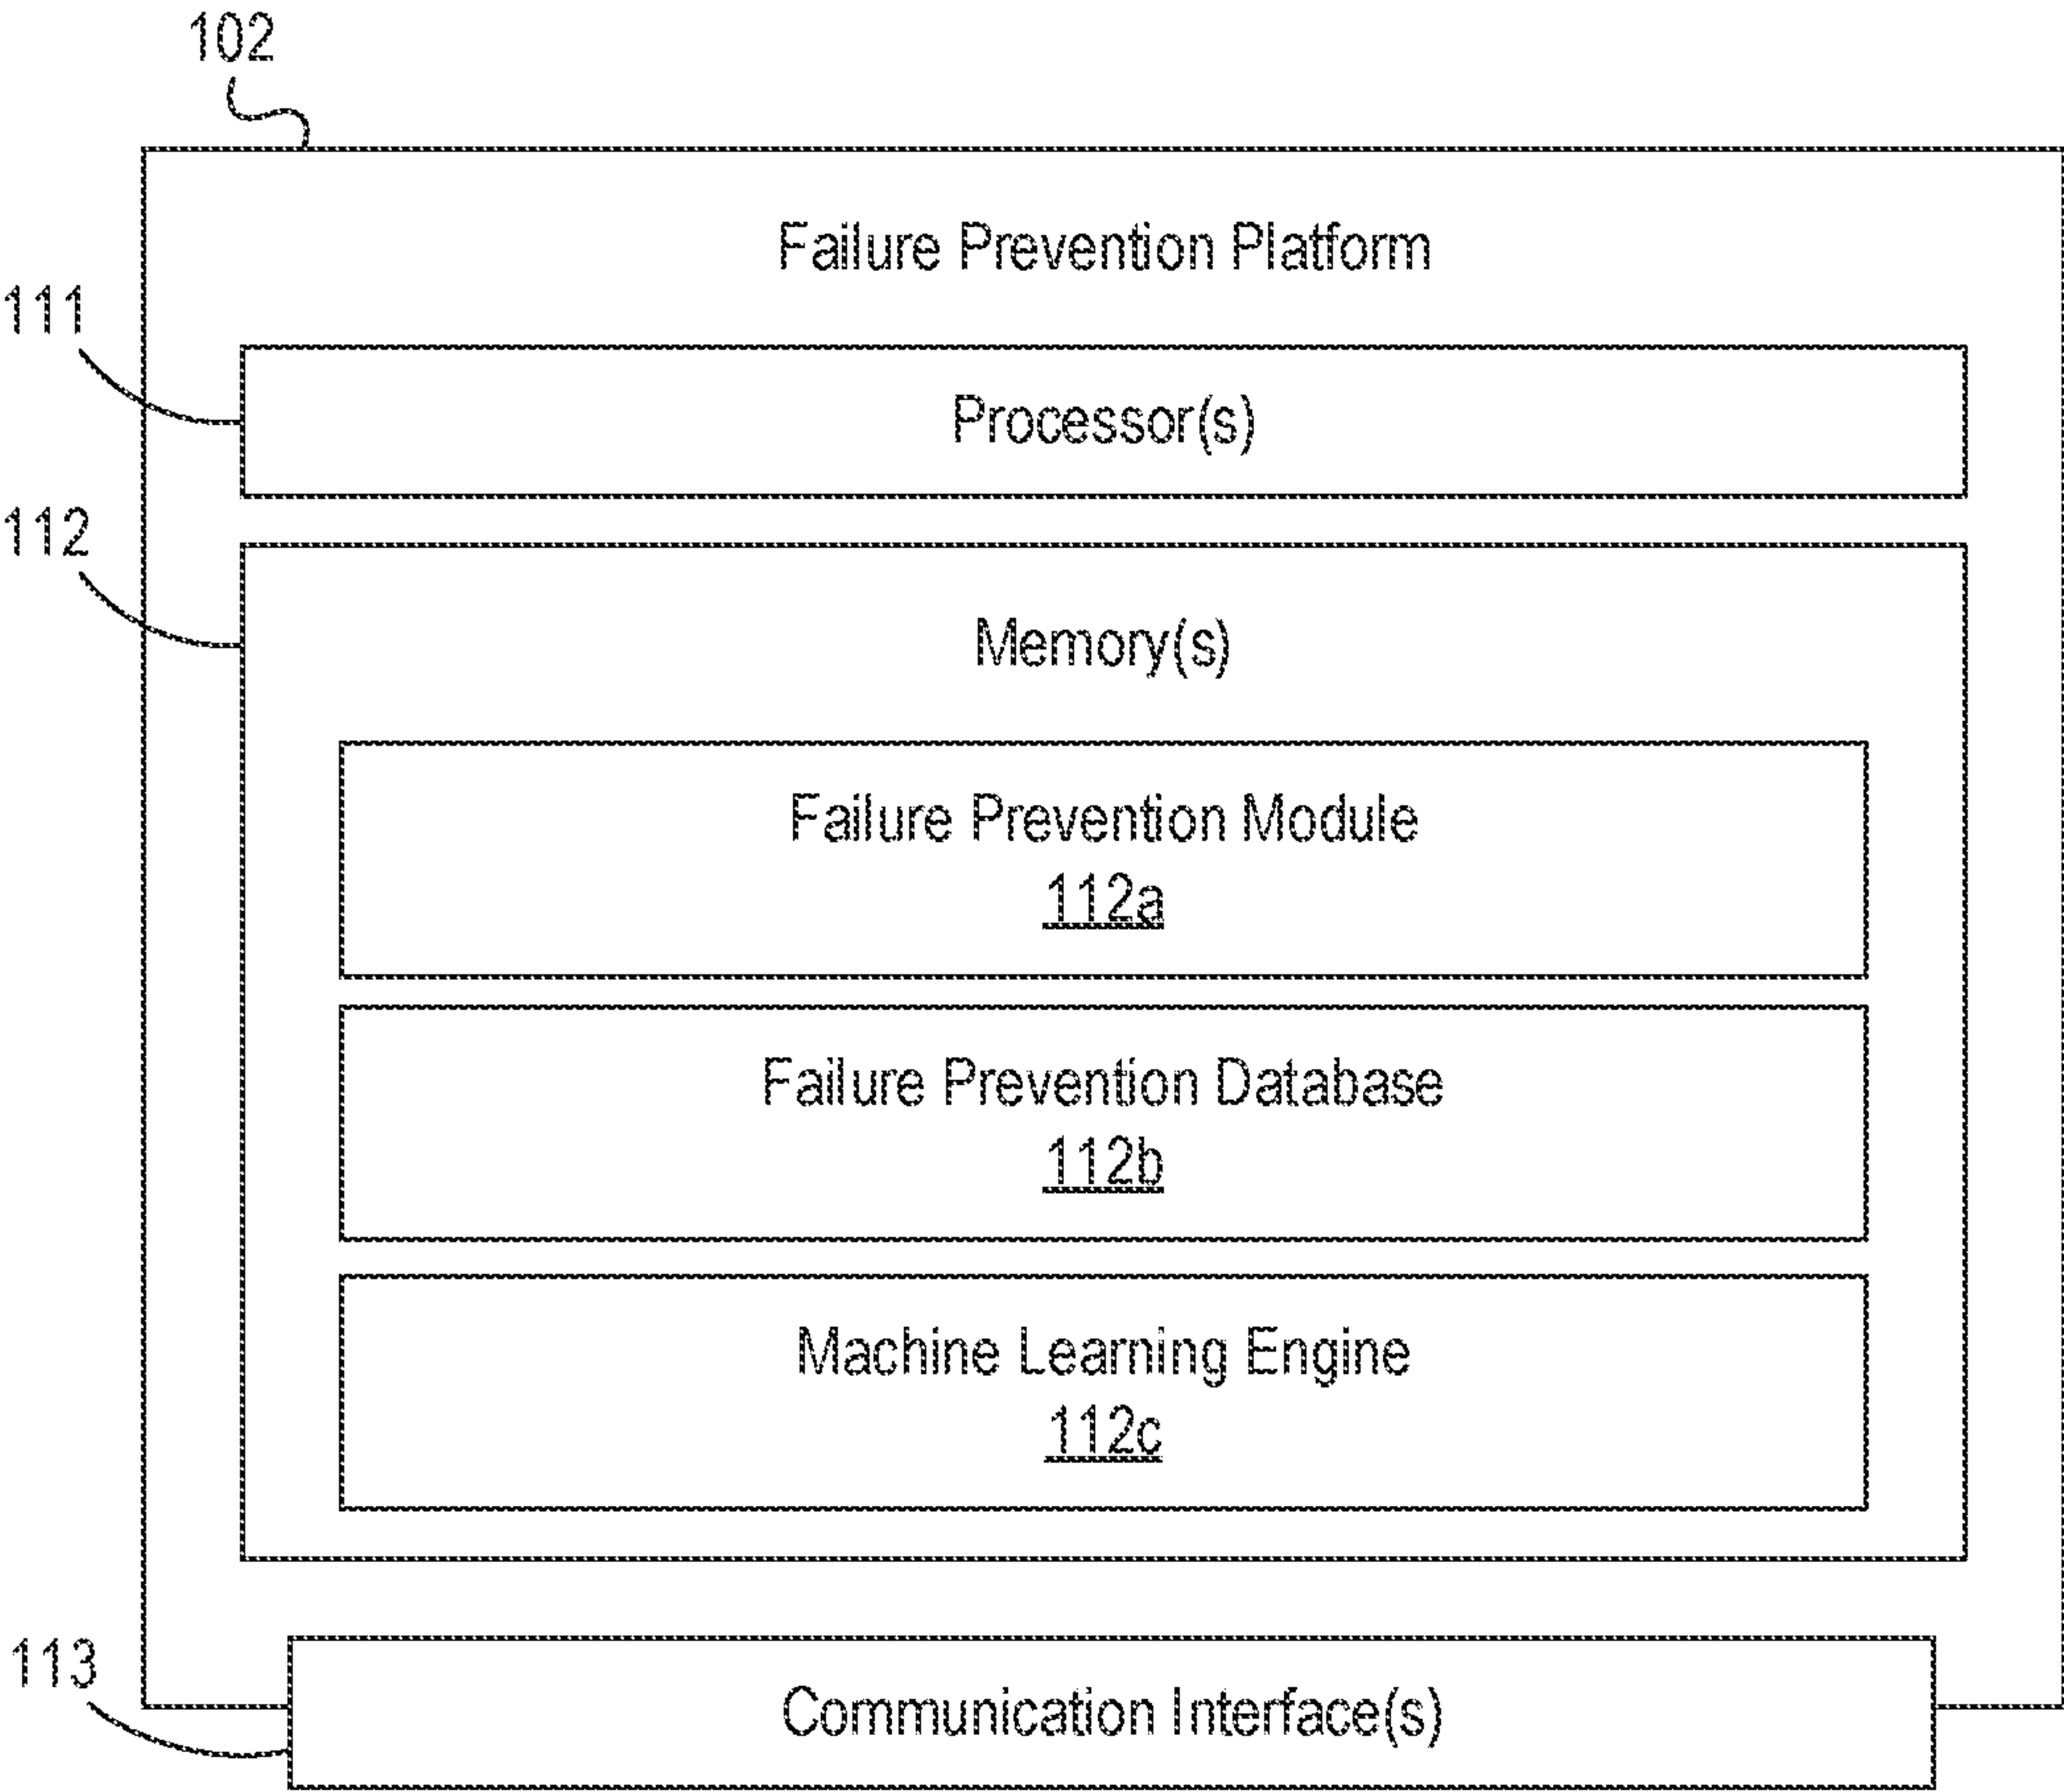 102
Failure Prevention Platform
111
Processor(s)
112
Memory(s)
Failure Prevention Module
112a
Failure Prevention Database
112b
Machine Learning Engine
112c
113
Communication Interface(s)